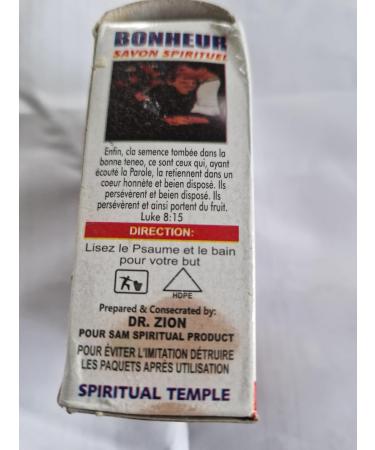 BONHEUR
SAVON SPIRITUEL
Enfin, cla semence tombée dans la
bonne teneo, ce sont ceux qui, ayant
écouté la Parole, la retiennent dans un
coeur honnète et beien disposé. Ils
persévèrent et beien disposé. Ils
persévèrent et ainsi portent du fruit.
Luke 8:15
DIRECTION:
Lisez le Psaume et le bain
pour votre but
HDPE
Prepared & Consecrated by:
DR. ZION
POUR SAM SPIRITUAL PRODUCT
POUR ÉVITER L'IMITATION DÉTRUIRE
LES PAQUETS APRÈS UTILISATION
SPIRITUAL TEMPLE